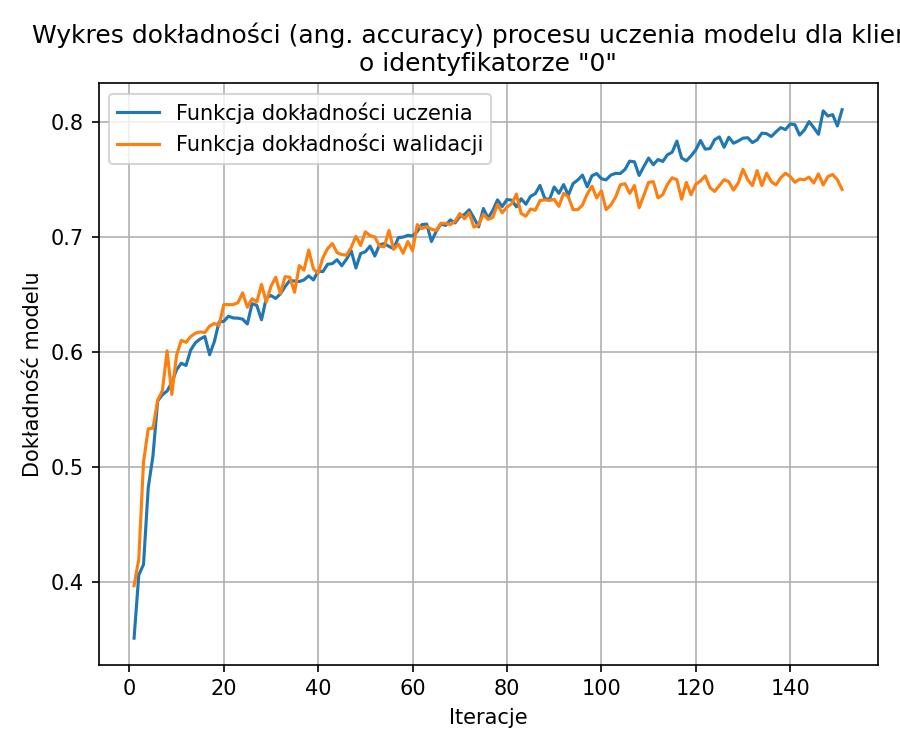 Wykres dokładności (ang. accuracy) procesu uczenia modelu dla
o identyfikatorze "0"
Funkcja dokładności uczenia
Funkcja dokładności walidacji
Dokładność modelu
0.8
0.7
0.6
0.5
0.4
0 20 40 60 80 100 120 140
Iteracje